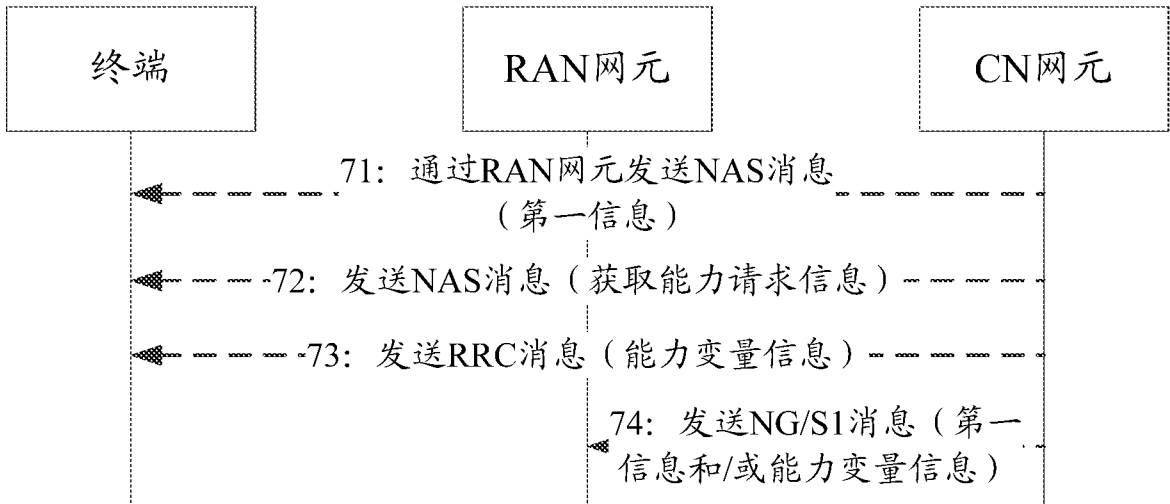 终端
RAN网元
CN网元
71：通过RAN网元发送NAS消息
（第一信息）
72：发送NAS消息（获取能力请求信息）
73：发送RRC消息（能力变量信息）
74：发送NG/S1消息（第一
信息和/或能力变量信息）